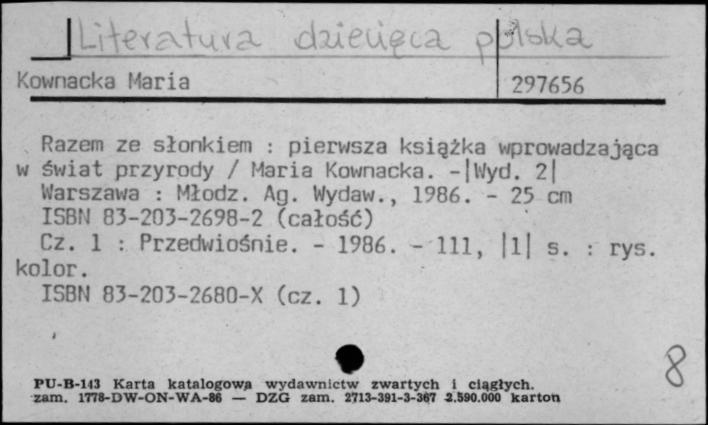 Literatura dziecięca polska
Kownacka Maria 297656
Razem ze słonkiem : pierwsza książka wprowadzająca
w świat przyrody / Maria Kownacka. -|Wyd. 2|
Warszawa : Młodz. Ag. Wydaw., 1986. - 25 cm
ISBN 83-203-2698-2 (całość)
Cz. 1 : Przedwiośnie. - 1986. - 111, |1| s. : rys.
kolor.
ISBN 83-203-2680-X (cz. 1)
8
PU-B-143 Karta katalogowa wydawnictw zwartych i ciągłych.
zam. 1778-DW-ON-WA-86 — DZG zam. 2713-391-3-367 2.590.000 karton